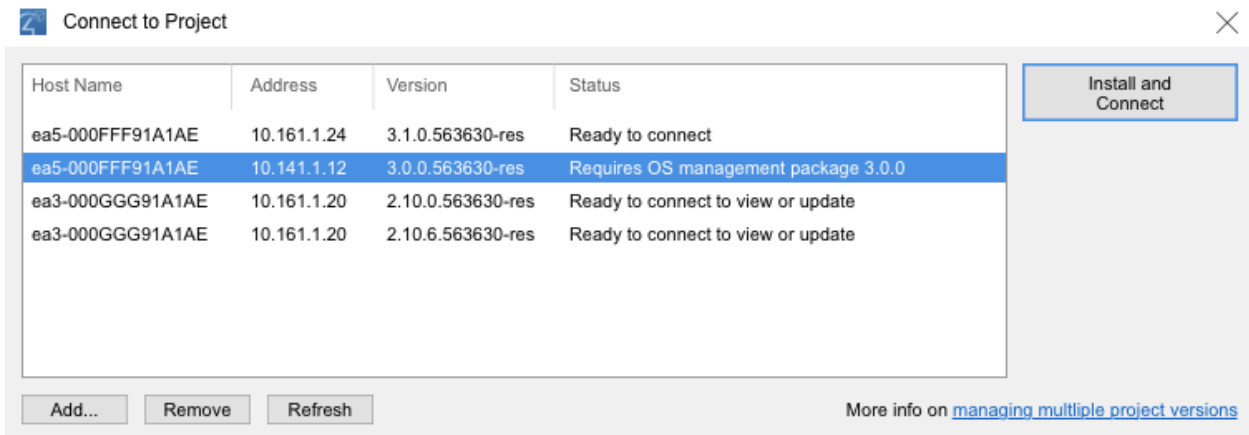 Connect to Project
Host Name Address Version Status
Install and
Connect
ea5-000FFF91A1AE 10.161.1.24 3.1.0.563630-res Ready to connect
ea5-000FFF91A1AE 10.141.1.12 3.0.0.563630-res Requires OS management package 3.0.0
ea3-000GGG91A1AE 10.161.1.20 2.10.0.563630-res Ready to connect to view or update
ea3-000GGG91A1AE 10.161.1.20 2.10.6.563630-res Ready to connect to view or update
Add... Remove Refresh More info on managing multliple project versions